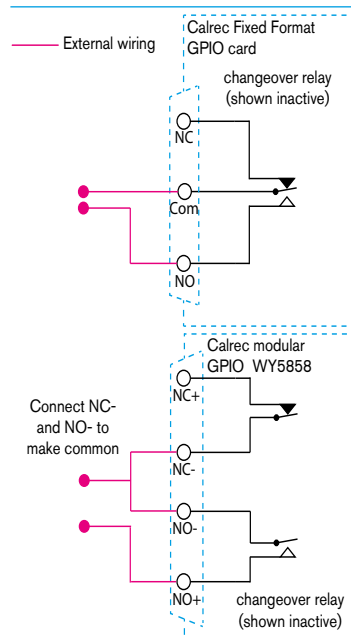 External wiring
Calrec Fixed Format
GPIO card
changeover relay
(shown inactive)
NC
Com
NO
Calrec modular
GPIO WY5858
NC+
Connect NC-
and NO- to
make common
NC-
NO-
NO+
changeover relay
(shown inactive)